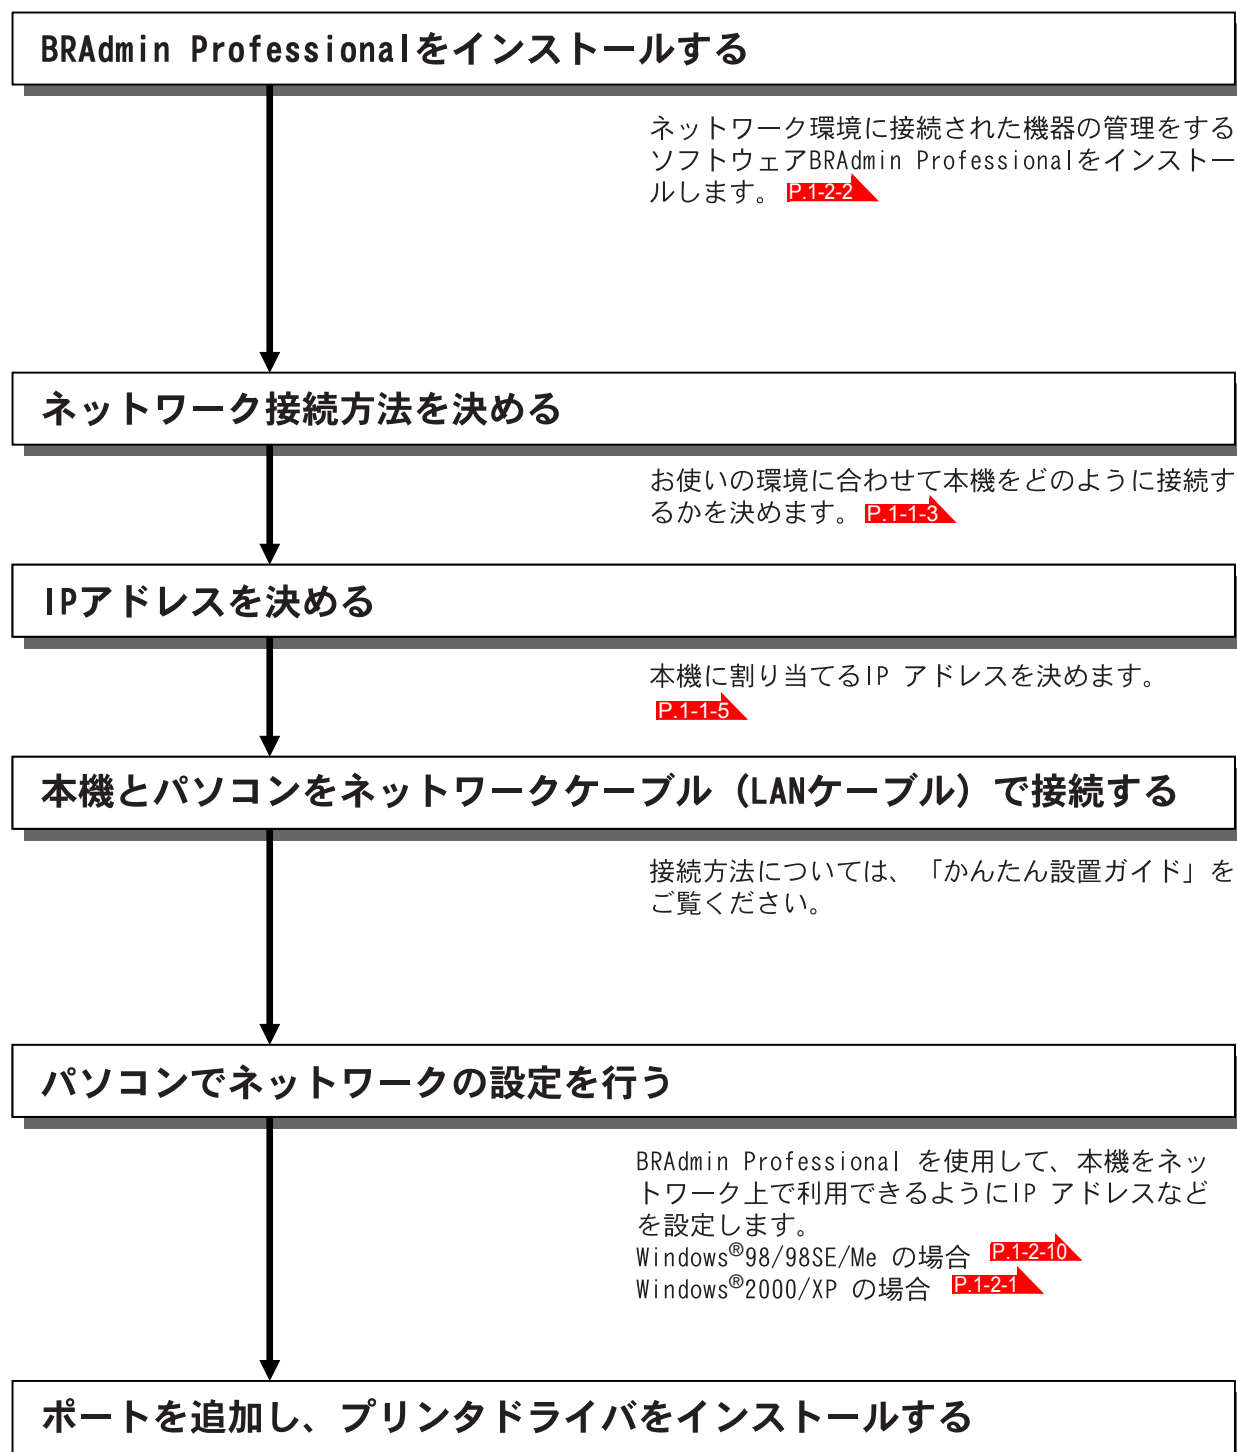 BRAdmin Professionalをインストールする
ネットワーク環境に接続された機器の管理をする
ソフトウェアBRAdmin Professionalをインストー
ルします。 P.1-2-2
ネットワーク接続方法を決める
お使いの環境に合わせて本機をどのように接続す
るかを決めます。 P.1-1-3
IPアドレスを決める
本機に割り当てるIP アドレスを決めます。
P.1-1-5
本機とパソコンをネットワークケーブル（LANケーブル）で接続する
接続方法については、「かんたん設置ガイド」を
ご覧ください。
パソコンでネットワークの設定を行う
BRAdmin Professional を使用して、本機をネッ
トワーク上で利用できるようにIP アドレスなど
を設定します。
Windows®98/98SE/Me の場合 P.1-2-10
Windows®2000/XP の場合 P.1-2-1
ポートを追加し、プリンタドライバをインストールする